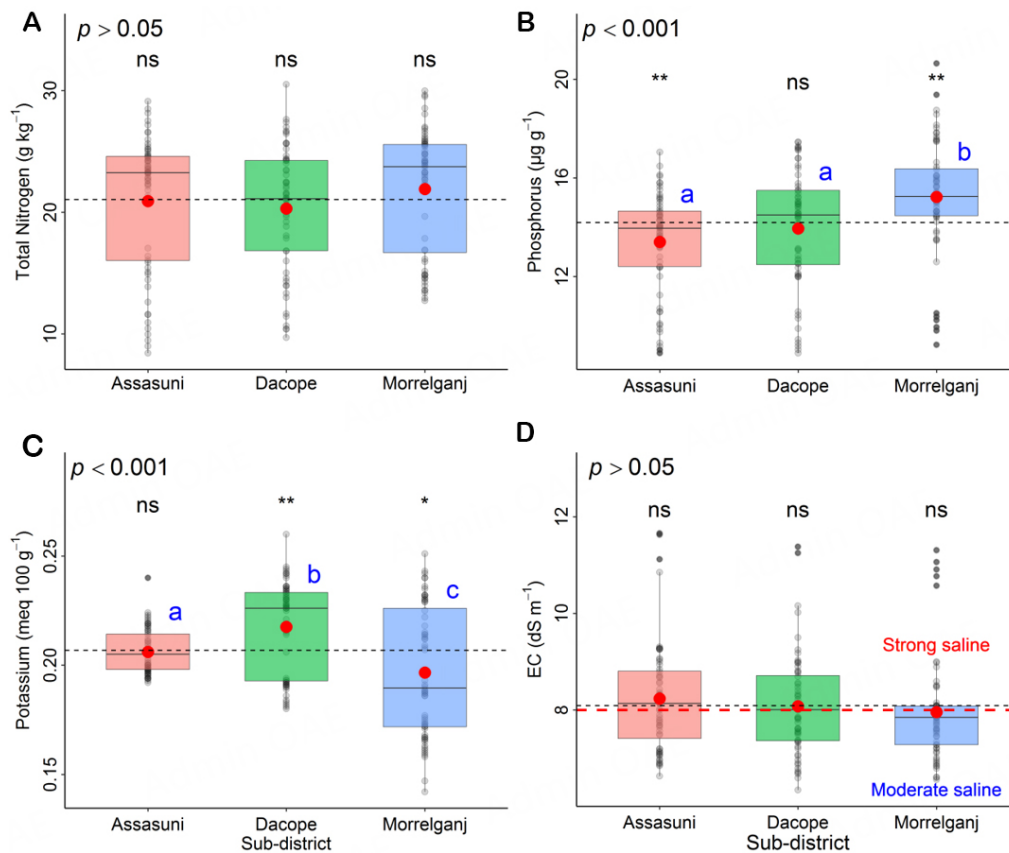 A
p > 0.05
ns ns ns
30
20
10
Total Nitrogen (g kg⁻¹)
Assasuni Dacope Morrelganj
B
p < 0.001
** ns **
20
16
12
Phosphorus (µg g⁻¹)
a a b
Assasuni Dacope Morrelganj
C
p < 0.001
ns ** *
0.25
0.20
0.15
Potassium (meq 100 g⁻¹)
a b c
Assasuni Dacope Morrelganj
Sub-district
D
p > 0.05
ns ns ns
12
10
8
6
EC (dS m⁻¹)
Strong saline
Moderate saline
Assasuni Dacope Morrelganj
Sub-district